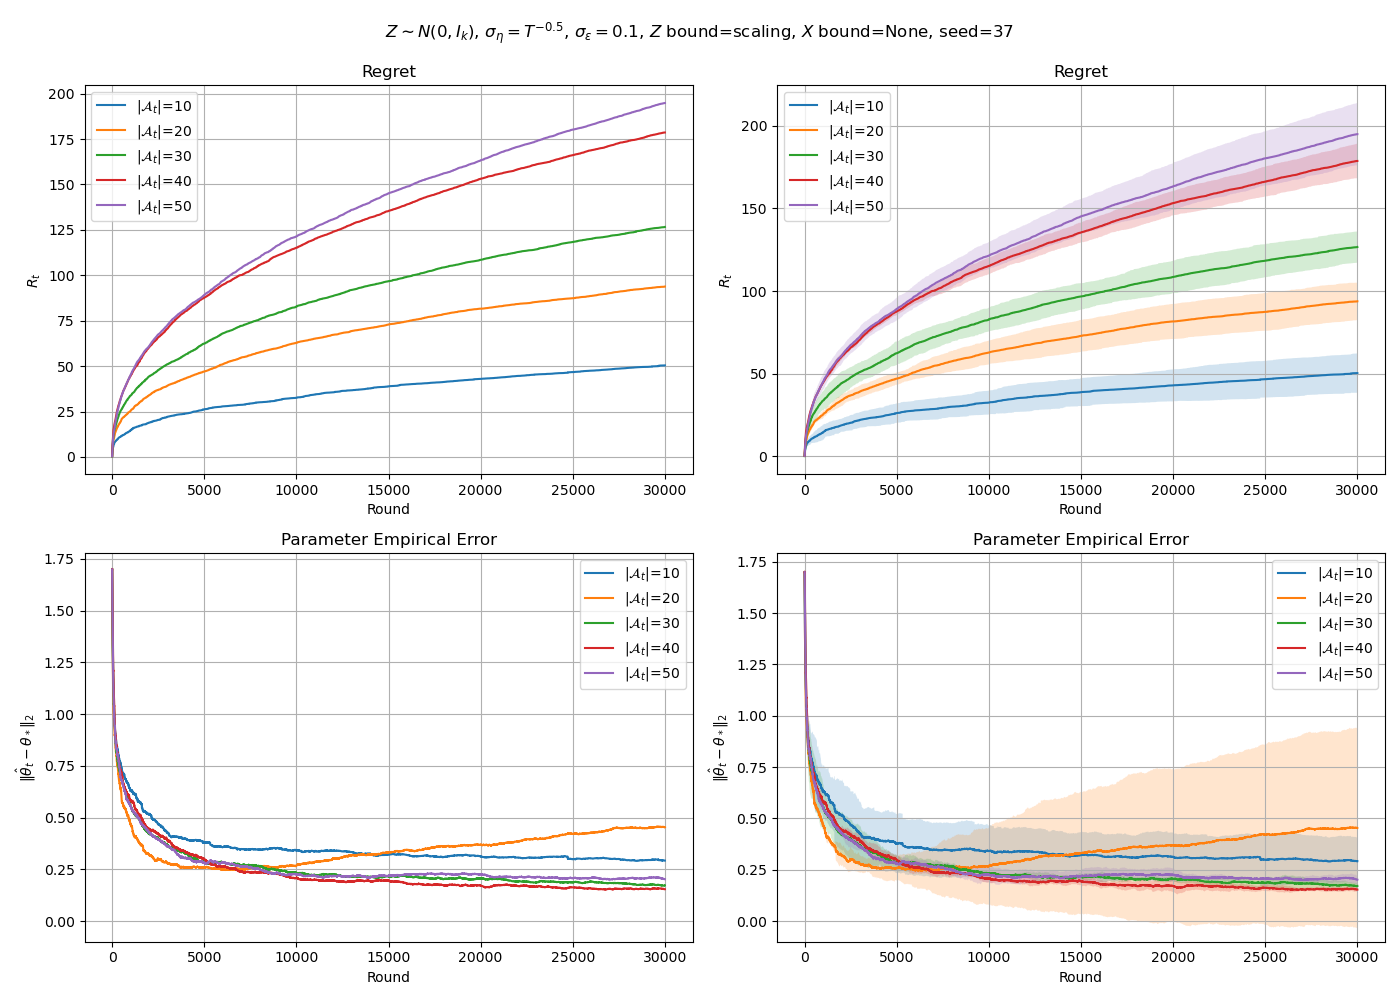 Z ∼ N(0, I_k), σ_η = T^{−0.5}, σ_ε = 0.1, Z bound=scaling, X bound=None, seed=37
Regret
R_t
200
175
150
125
100
75
50
25
0
|𝒜_t|=10
|𝒜_t|=20
|𝒜_t|=30
|𝒜_t|=40
|𝒜_t|=50
0 5000 10000 15000 20000 25000 30000
Round
Regret
R_t
200
150
100
50
0
|𝒜_t|=10
|𝒜_t|=20
|𝒜_t|=30
|𝒜_t|=40
|𝒜_t|=50
0 5000 10000 15000 20000 25000 30000
Round
Parameter Empirical Error
‖θ̂_t − θ_*‖_2
1.75
1.50
1.25
1.00
0.75
0.50
0.25
0.00
|𝒜_t|=10
|𝒜_t|=20
|𝒜_t|=30
|𝒜_t|=40
|𝒜_t|=50
0 5000 10000 15000 20000 25000 30000
Round
Parameter Empirical Error
‖θ̂_t − θ_*‖_2
1.75
1.50
1.25
1.00
0.75
0.50
0.25
0.00
|𝒜_t|=10
|𝒜_t|=20
|𝒜_t|=30
|𝒜_t|=40
|𝒜_t|=50
0 5000 10000 15000 20000 25000 30000
Round